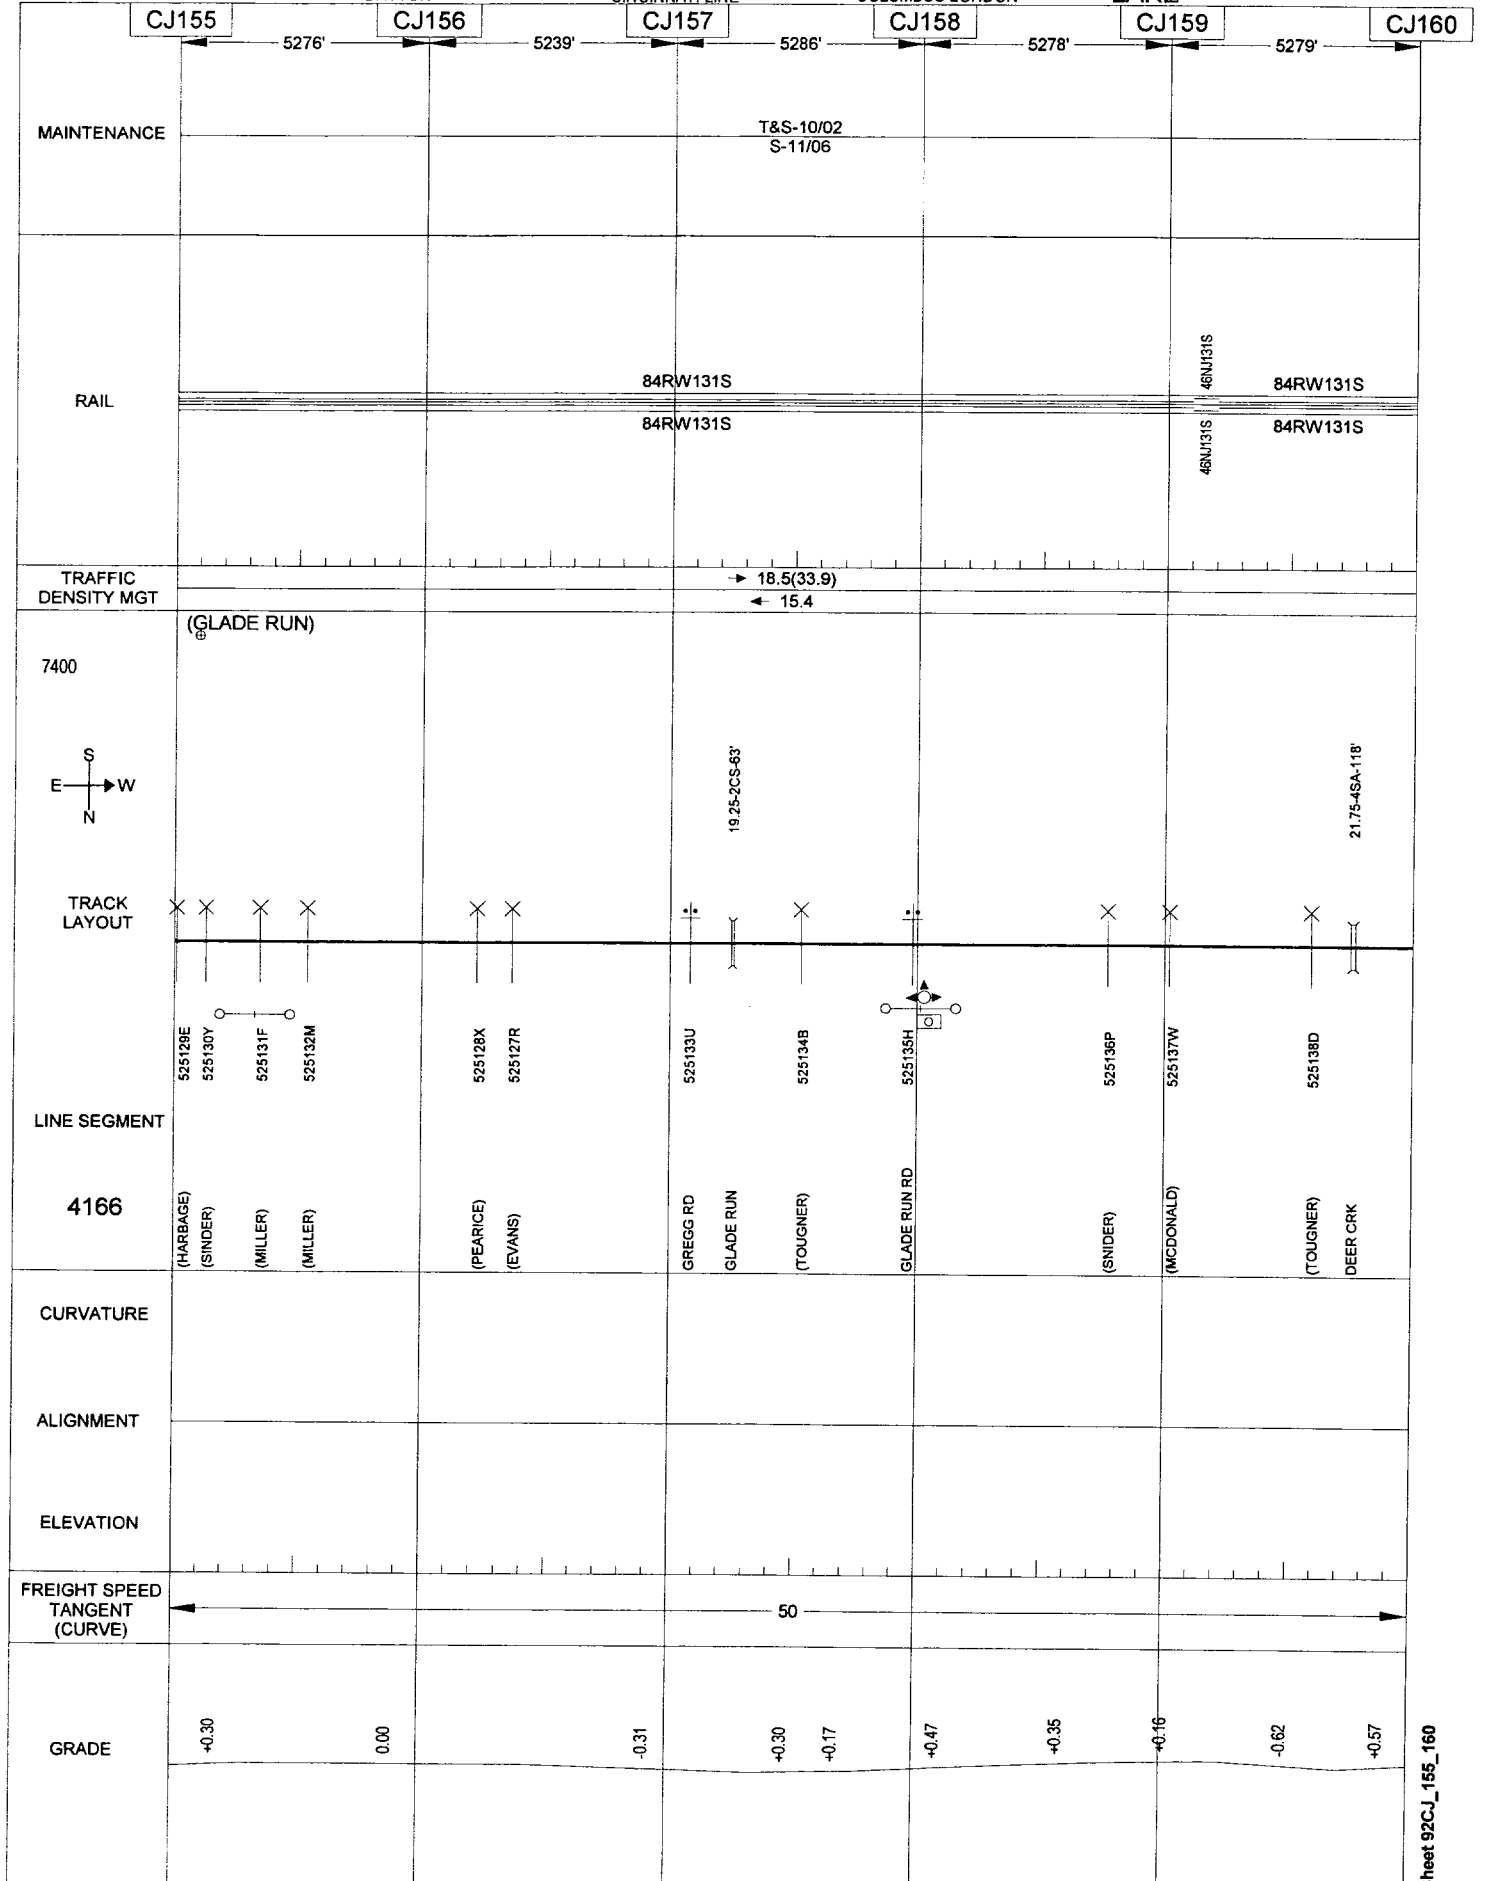 CJ155 CJ156 CJ157 CJ158 CJ159 CJ160
5276' 5239' 5286' 5278' 5279'
MAINTENANCE
T&S-10/02
S-11/06
RAIL
84RW131S 46NJ131S 84RW131S
84RW131S 46NJ131S 84RW131S
TRAFFIC
DENSITY MGT
18.5(33.9)
15.4
(GLADE RUN)
7400
S
E W
N
19.25-2CS-63' 21.75-4SA-118'
TRACK
LAYOUT
525129E 525130Y 525131F 525132M 525128X 525127R 525133U 525134B 525135H 525136P 525137W 525138D
LINE SEGMENT
4166
(HARBAGE) (SINDER) (MILLER) (MILLER) (PEARICE) (EVANS) GREGG RD GLADE RUN (TOUGNER) GLADE RUN RD (SNIDER) (MCDONALD) (TOUGNER) DEER CRK
CURVATURE
ALIGNMENT
ELEVATION
FREIGHT SPEED
TANGENT
(CURVE)
50
GRADE
+0.30 0.00 -0.31 +0.30 +0.17 +0.47 +0.35 +0.16 -0.62 +0.57
heet 92CJ_155_160